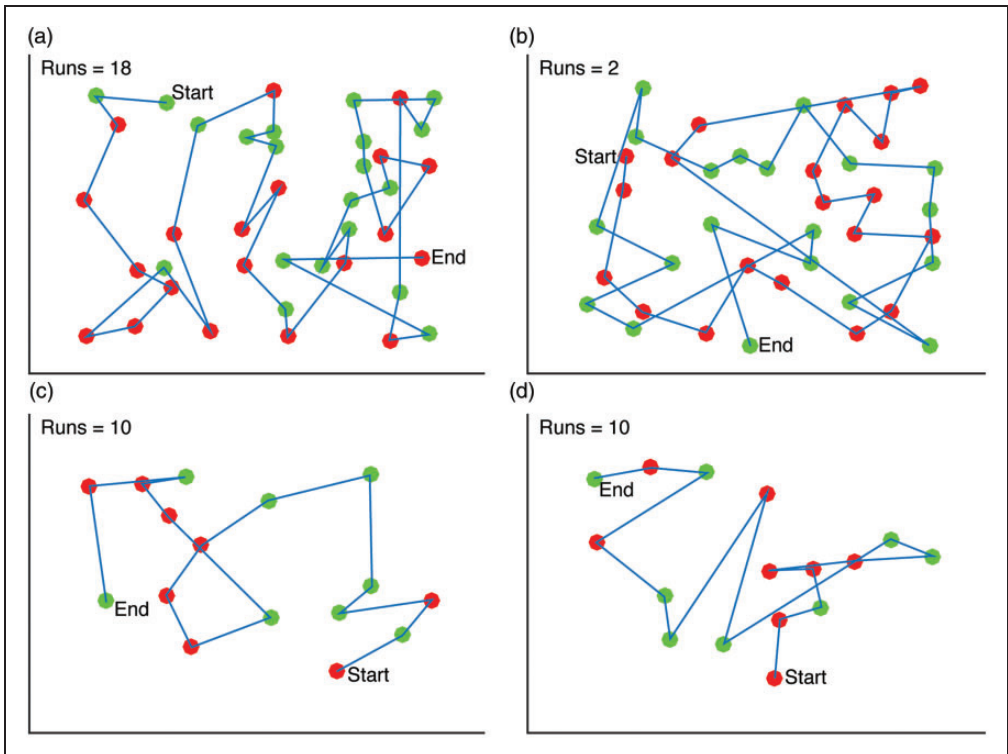 (a)
Runs = 18
Start
End
(b)
Runs = 2
Start
End
(c)
Runs = 10
End
Start
(d)
Runs = 10
End
Start